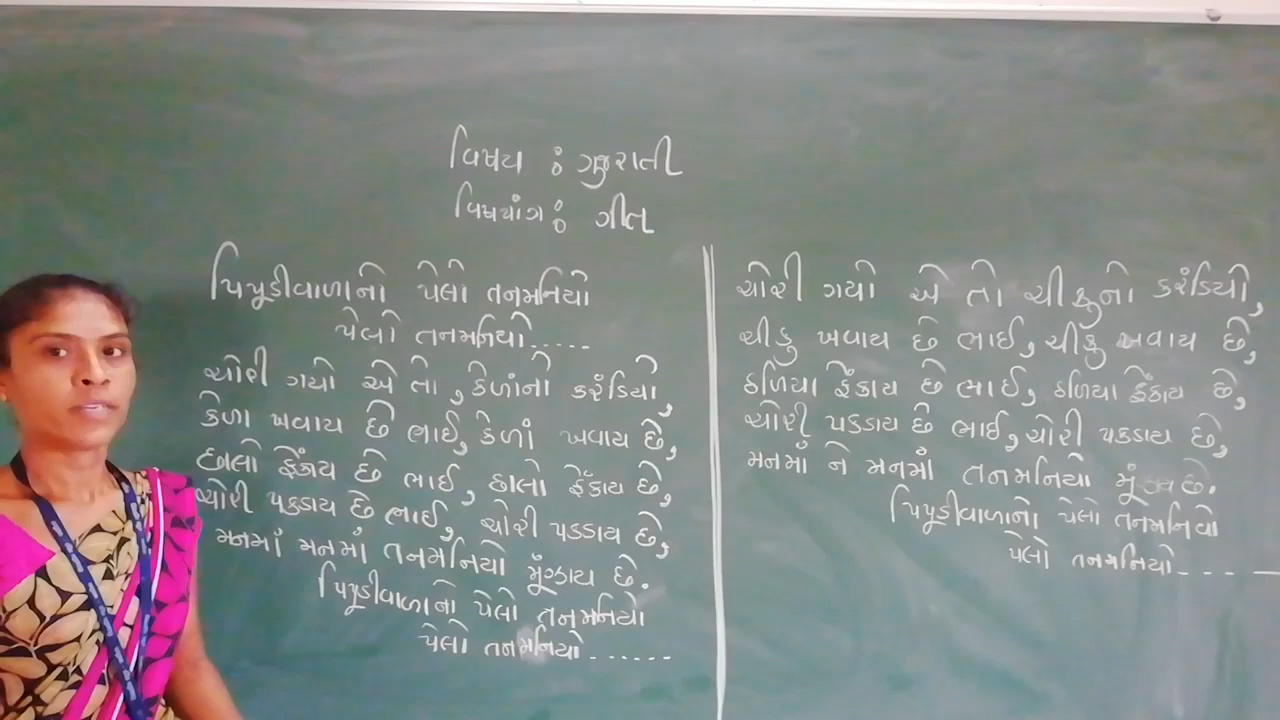 વિષય : ગુજરાતી
વિષયાંગ : ગીત
પિપૂડીવાળાનો પેલો તનમનિયો
પેલો તનમનિયો.....
ચોરી ગયો એ તો, કેળાંનો કરંડિયો,
કેળા ખવાય છે ભાઈ, કેળાં ખવાય છે,
છાલો ફેંકાય છે ભાઈ, છાલો ફેંકાય છે,
ચોરી પકડાય છે ભાઈ, ચોરી પકડાય છે,
મનમાં મનમાં તનમનિયો મૂંઝાય છે.
પિપૂડીવાળાનો પેલો તનમનિયો
પેલો તનમનિયો......
ચોરી ગયો એ તો ચીકુનો કરંડિયો,
ચીકુ ખવાય છે ભાઈ, ચીકુ ખવાય છે,
ઠળિયા ફેંકાય છે ભાઈ, ઠળિયા ફેંકાય છે,
ચોરી પકડાય છે ભાઈ, ચોરી પકડાય છે,
મનમાં ને મનમાં તનમનિયો મૂંઝાય છે.
પિપૂડીવાળાનો પેલો તનમનિયો
પેલો તનમનિયો.....